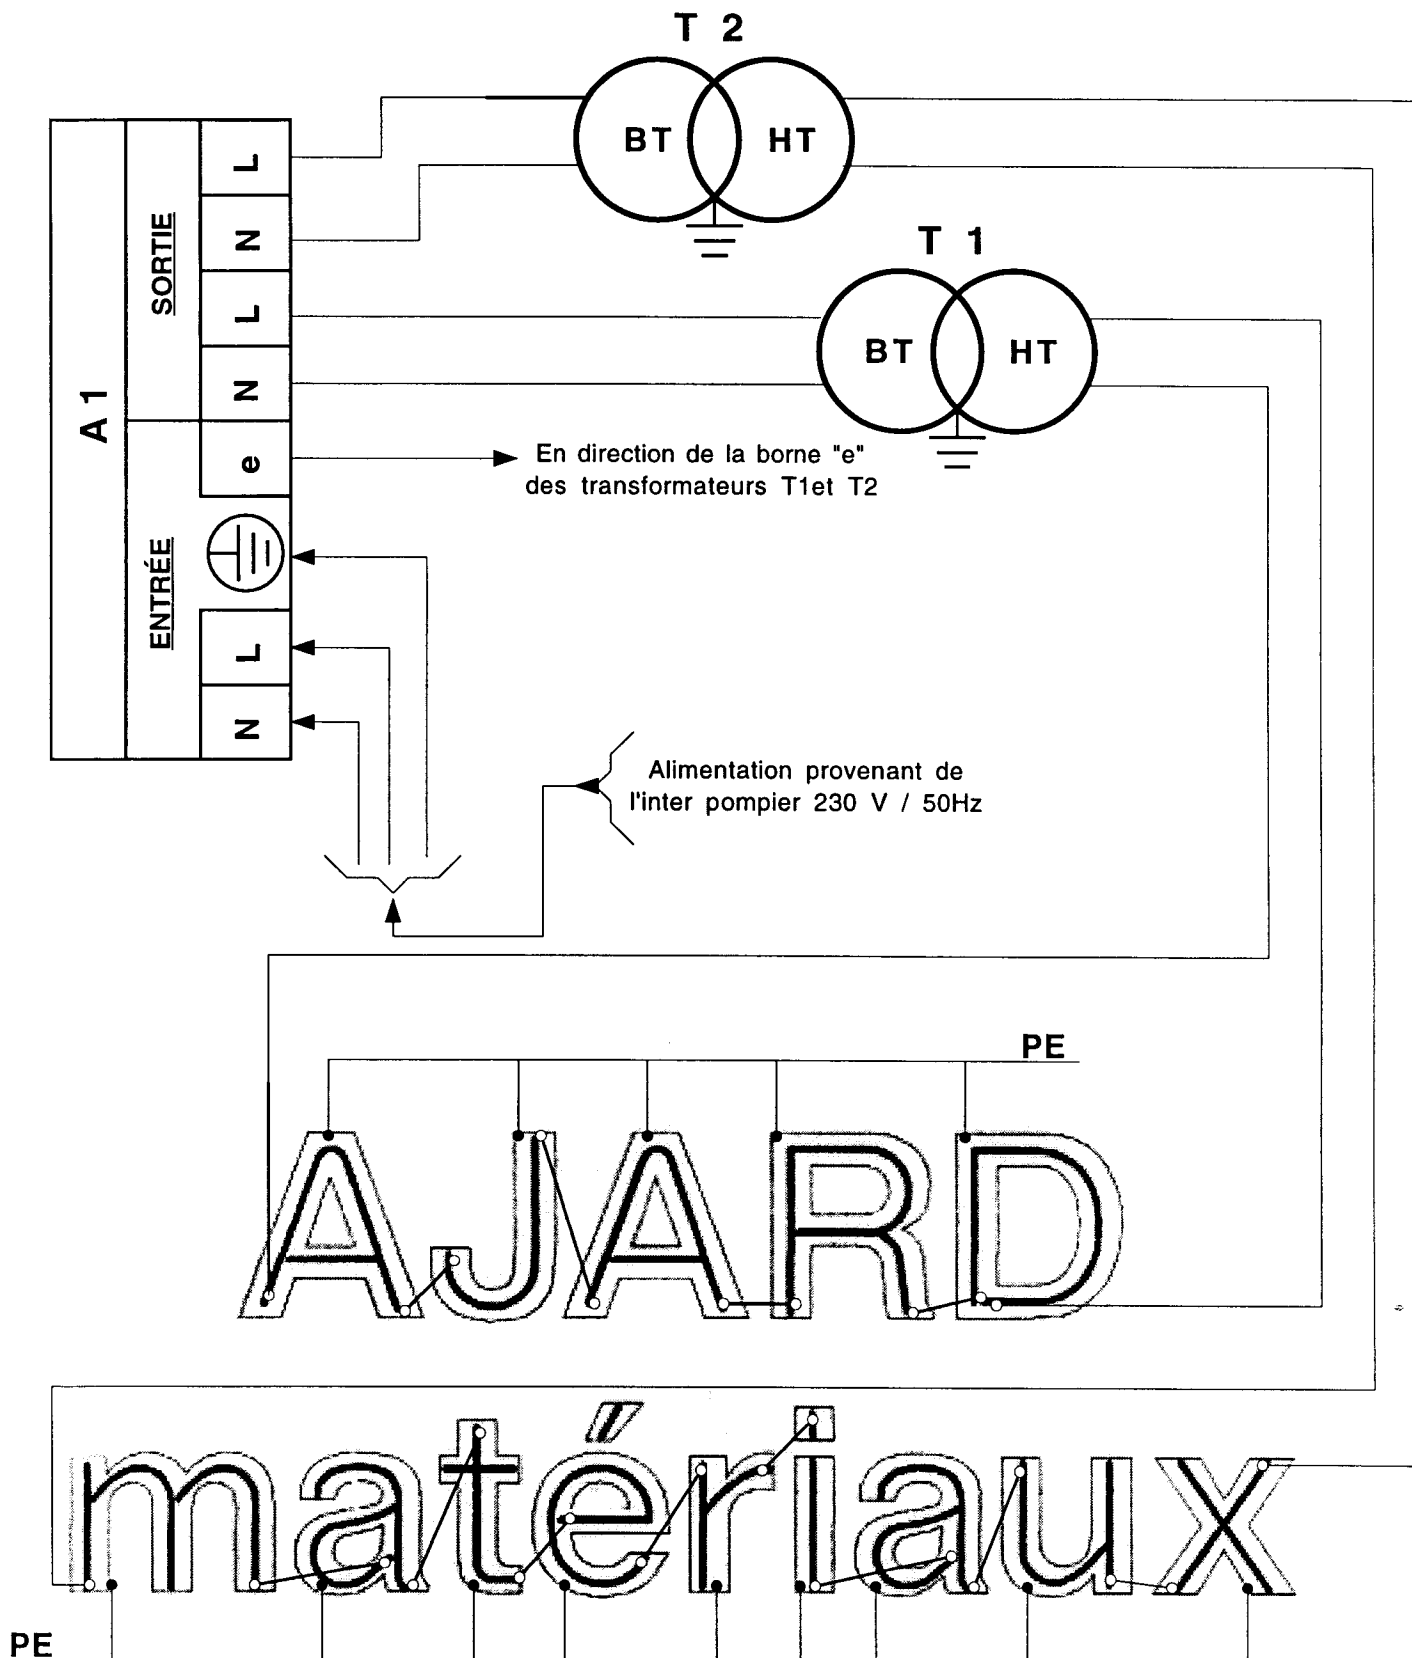 T 2
BT HT
T 1
BT HT
A1
SORTIE
L
N
L
N
e
ENTRÉE
L
N
En direction de la borne "e"
des transformateurs T1et T2
Alimentation provenant de
l'inter pompier 230 V / 50Hz
PE
AJARD
matériaux
PE